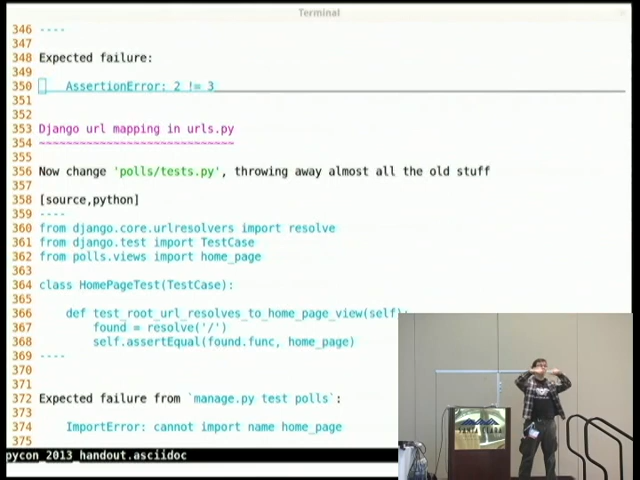 Terminal
346 ----
347
348 Expected failure:
349
350 AssertionError: 2 != 3
351
352
353 Django url mapping in urls.py
354 ~~~~~~~~~~~~~~~~~~~~~~~~~~~~~
355
356 Now change 'polls/tests.py', throwing away almost all the old stuff
357
358 [source,python]
359 ----
360 from django.core.urlresolvers import resolve
361 from django.test import TestCase
362 from polls.views import home_page
363
364 class HomePageTest(TestCase):
365
366 def test_root_url_resolves_to_home_page_view(self):
367 found = resolve('/')
368 self.assertEqual(found.func, home_page)
369 ----
370
371
372 Expected failure from `manage.py test polls`:
373
374 ImportError: cannot import name home_page
375
pycon_2013_handout.asciidoc
SANTA CLARA